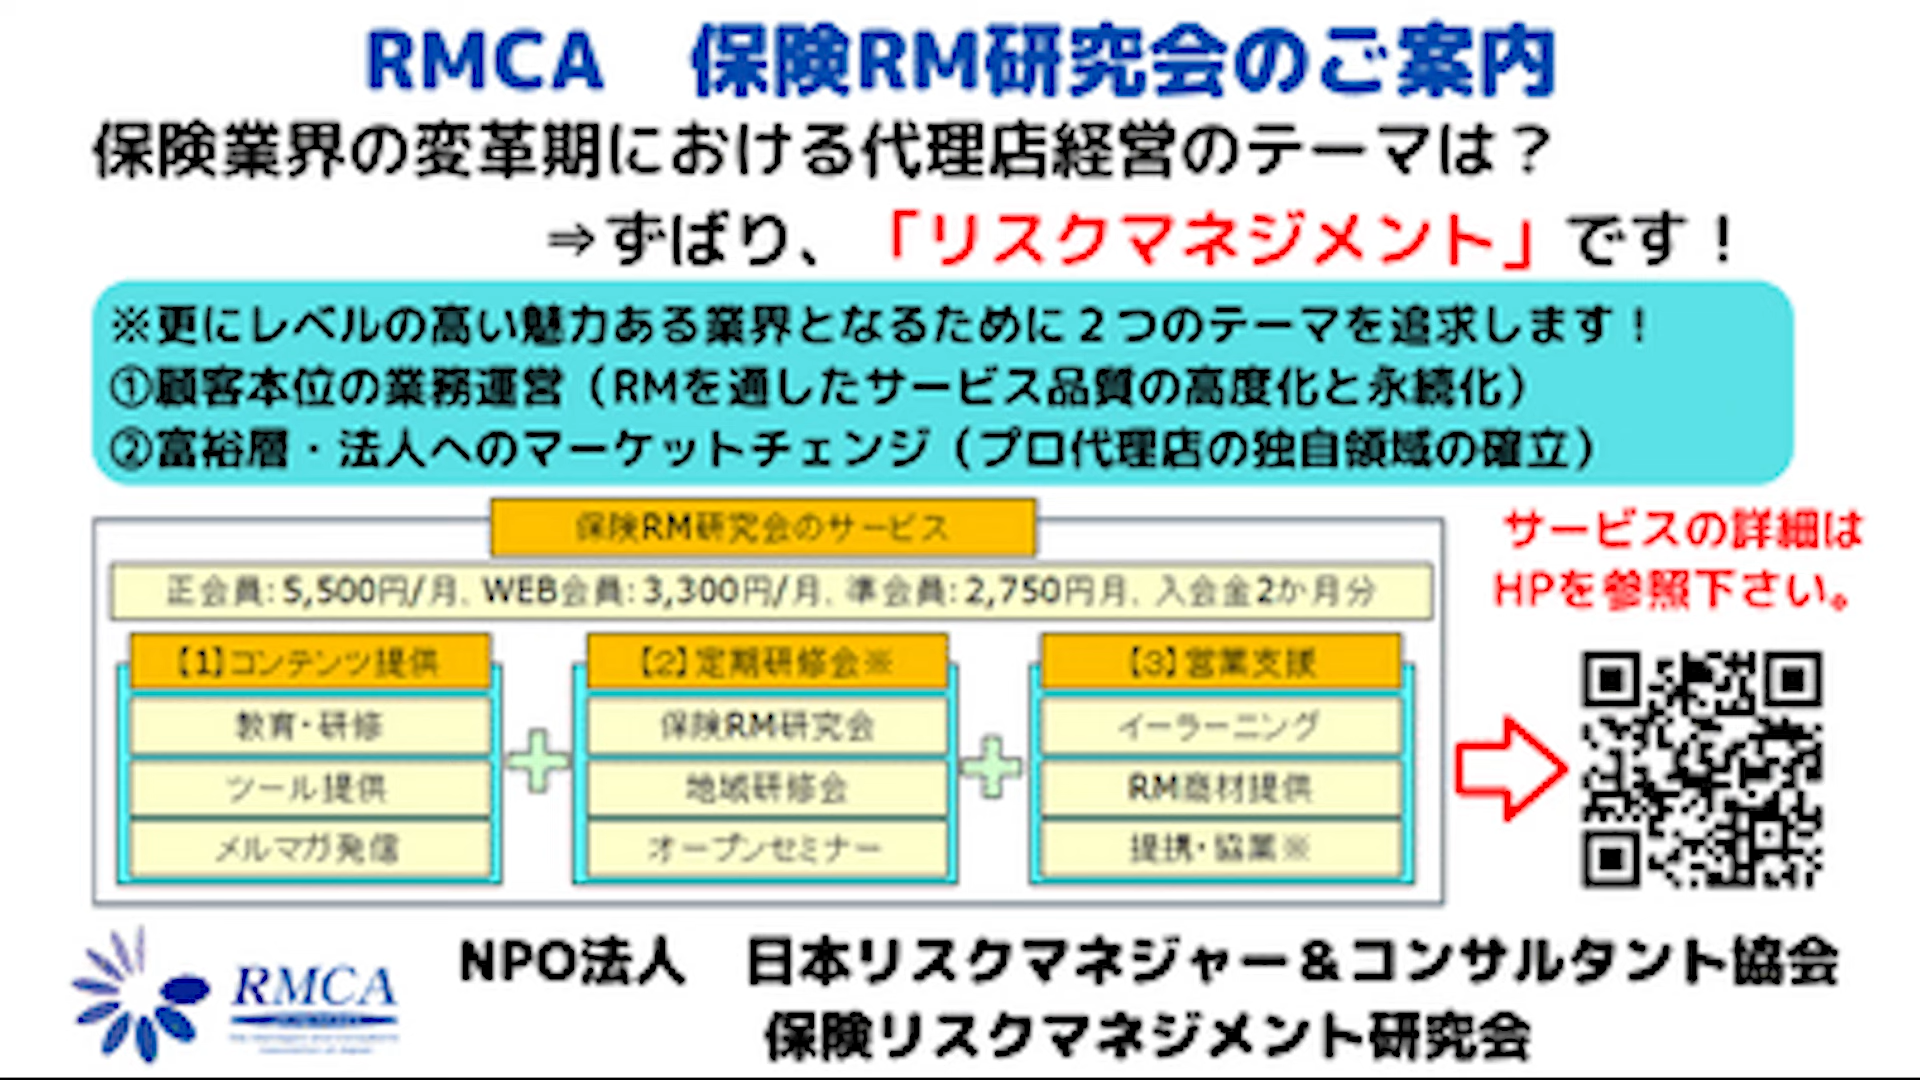 RMCA　保険RM研究会のご案内
保険業界の変革期における代理店経営のテーマは？
⇒ずばり、「リスクマネジメント」です！
※更にレベルの高い魅力ある業界となるために２つのテーマを追求します！
①顧客本位の業務運営（RMを通したサービス品質の高度化と永続化）
②富裕層・法人へのマーケットチェンジ（プロ代理店の独自領域の確立）
保険RM研究会のサービス
正会員：5,500円/月、WEB会員：3,300円/月、準会員：2,750円月、入会金2か月分
【1】コンテンツ提供
教育・研修
ツール提供
メルマガ発信
【2】定期研修会※
保険RM研究会
地域研修会
オープンセミナー
【3】営業支援
イーラーニング
RM商材提供
提携・協業※
サービスの詳細は
HPを参照下さい。
RMCA
NPO法人　日本リスクマネジャー＆コンサルタント協会
保険リスクマネジメント研究会